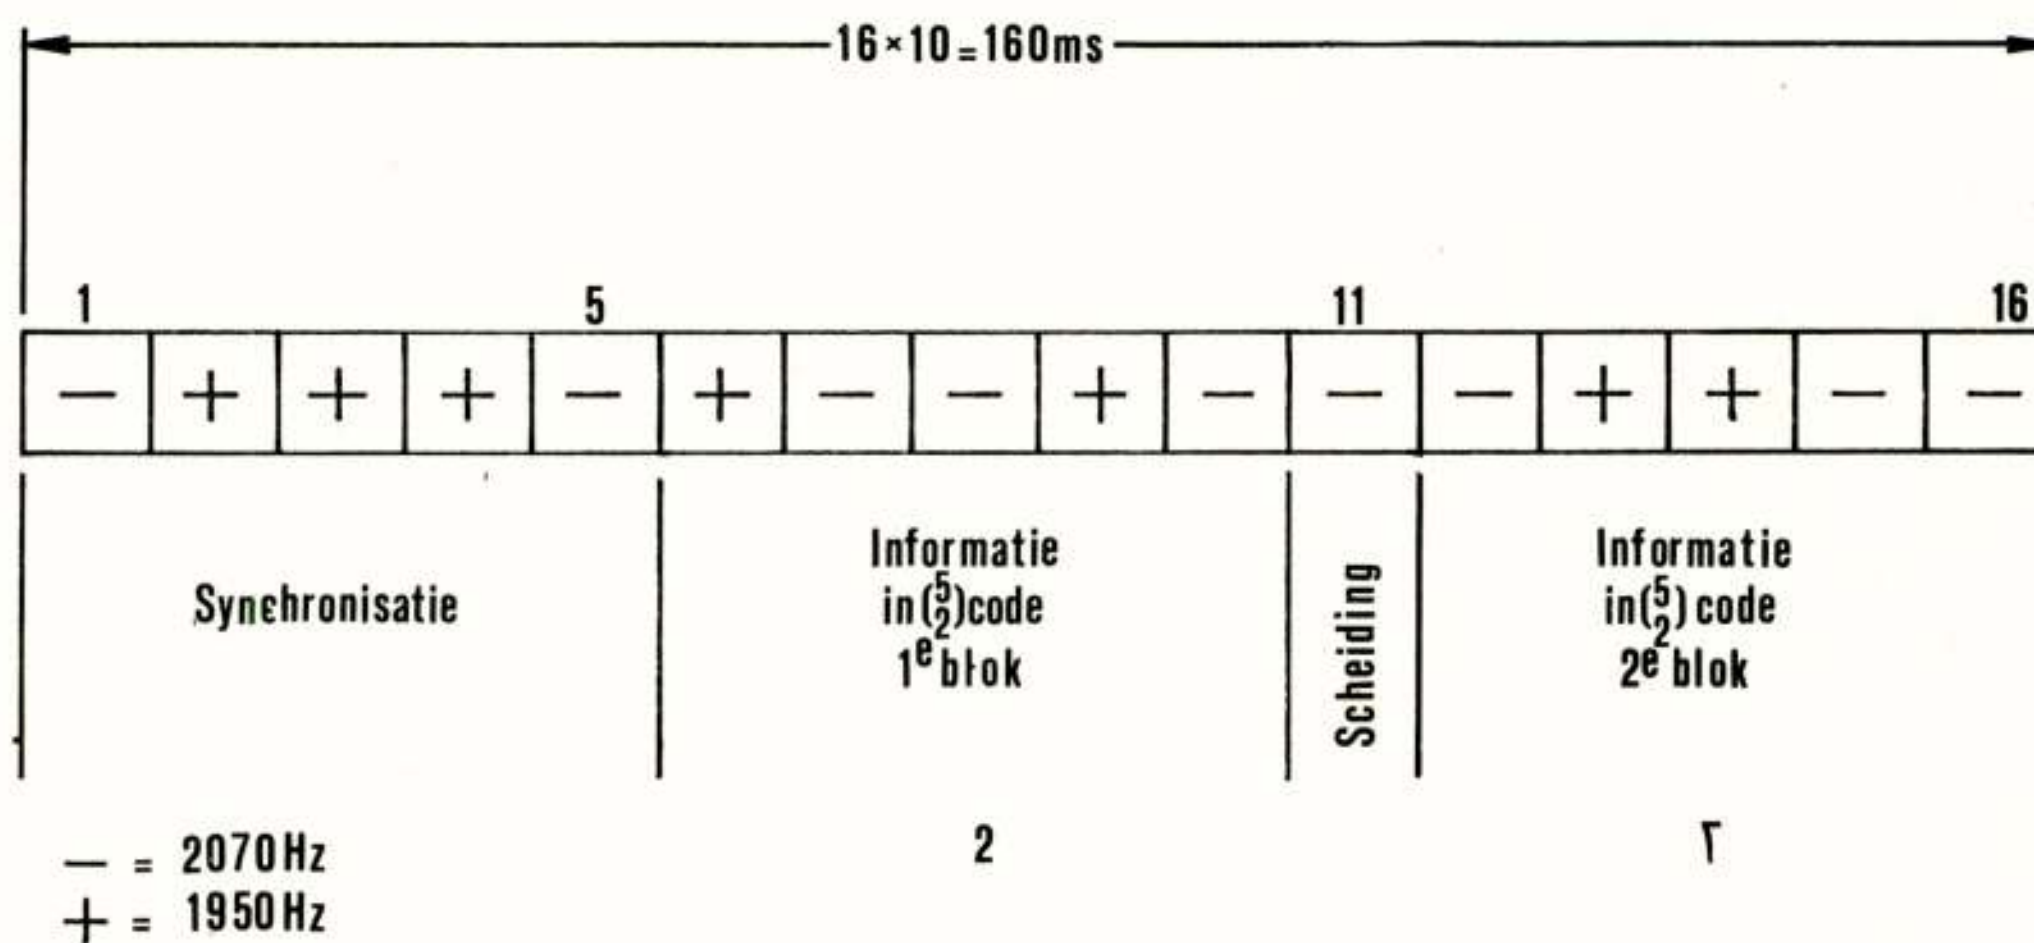 16×10=160ms
1 5 11 16
− + + + − + − − + − − − + + − −
Synchronisatie
Informatie
in(5 2)code
1e blok
Scheiding
Informatie
in(5 2) code
2e blok
2
− = 2070Hz
+ = 1950Hz